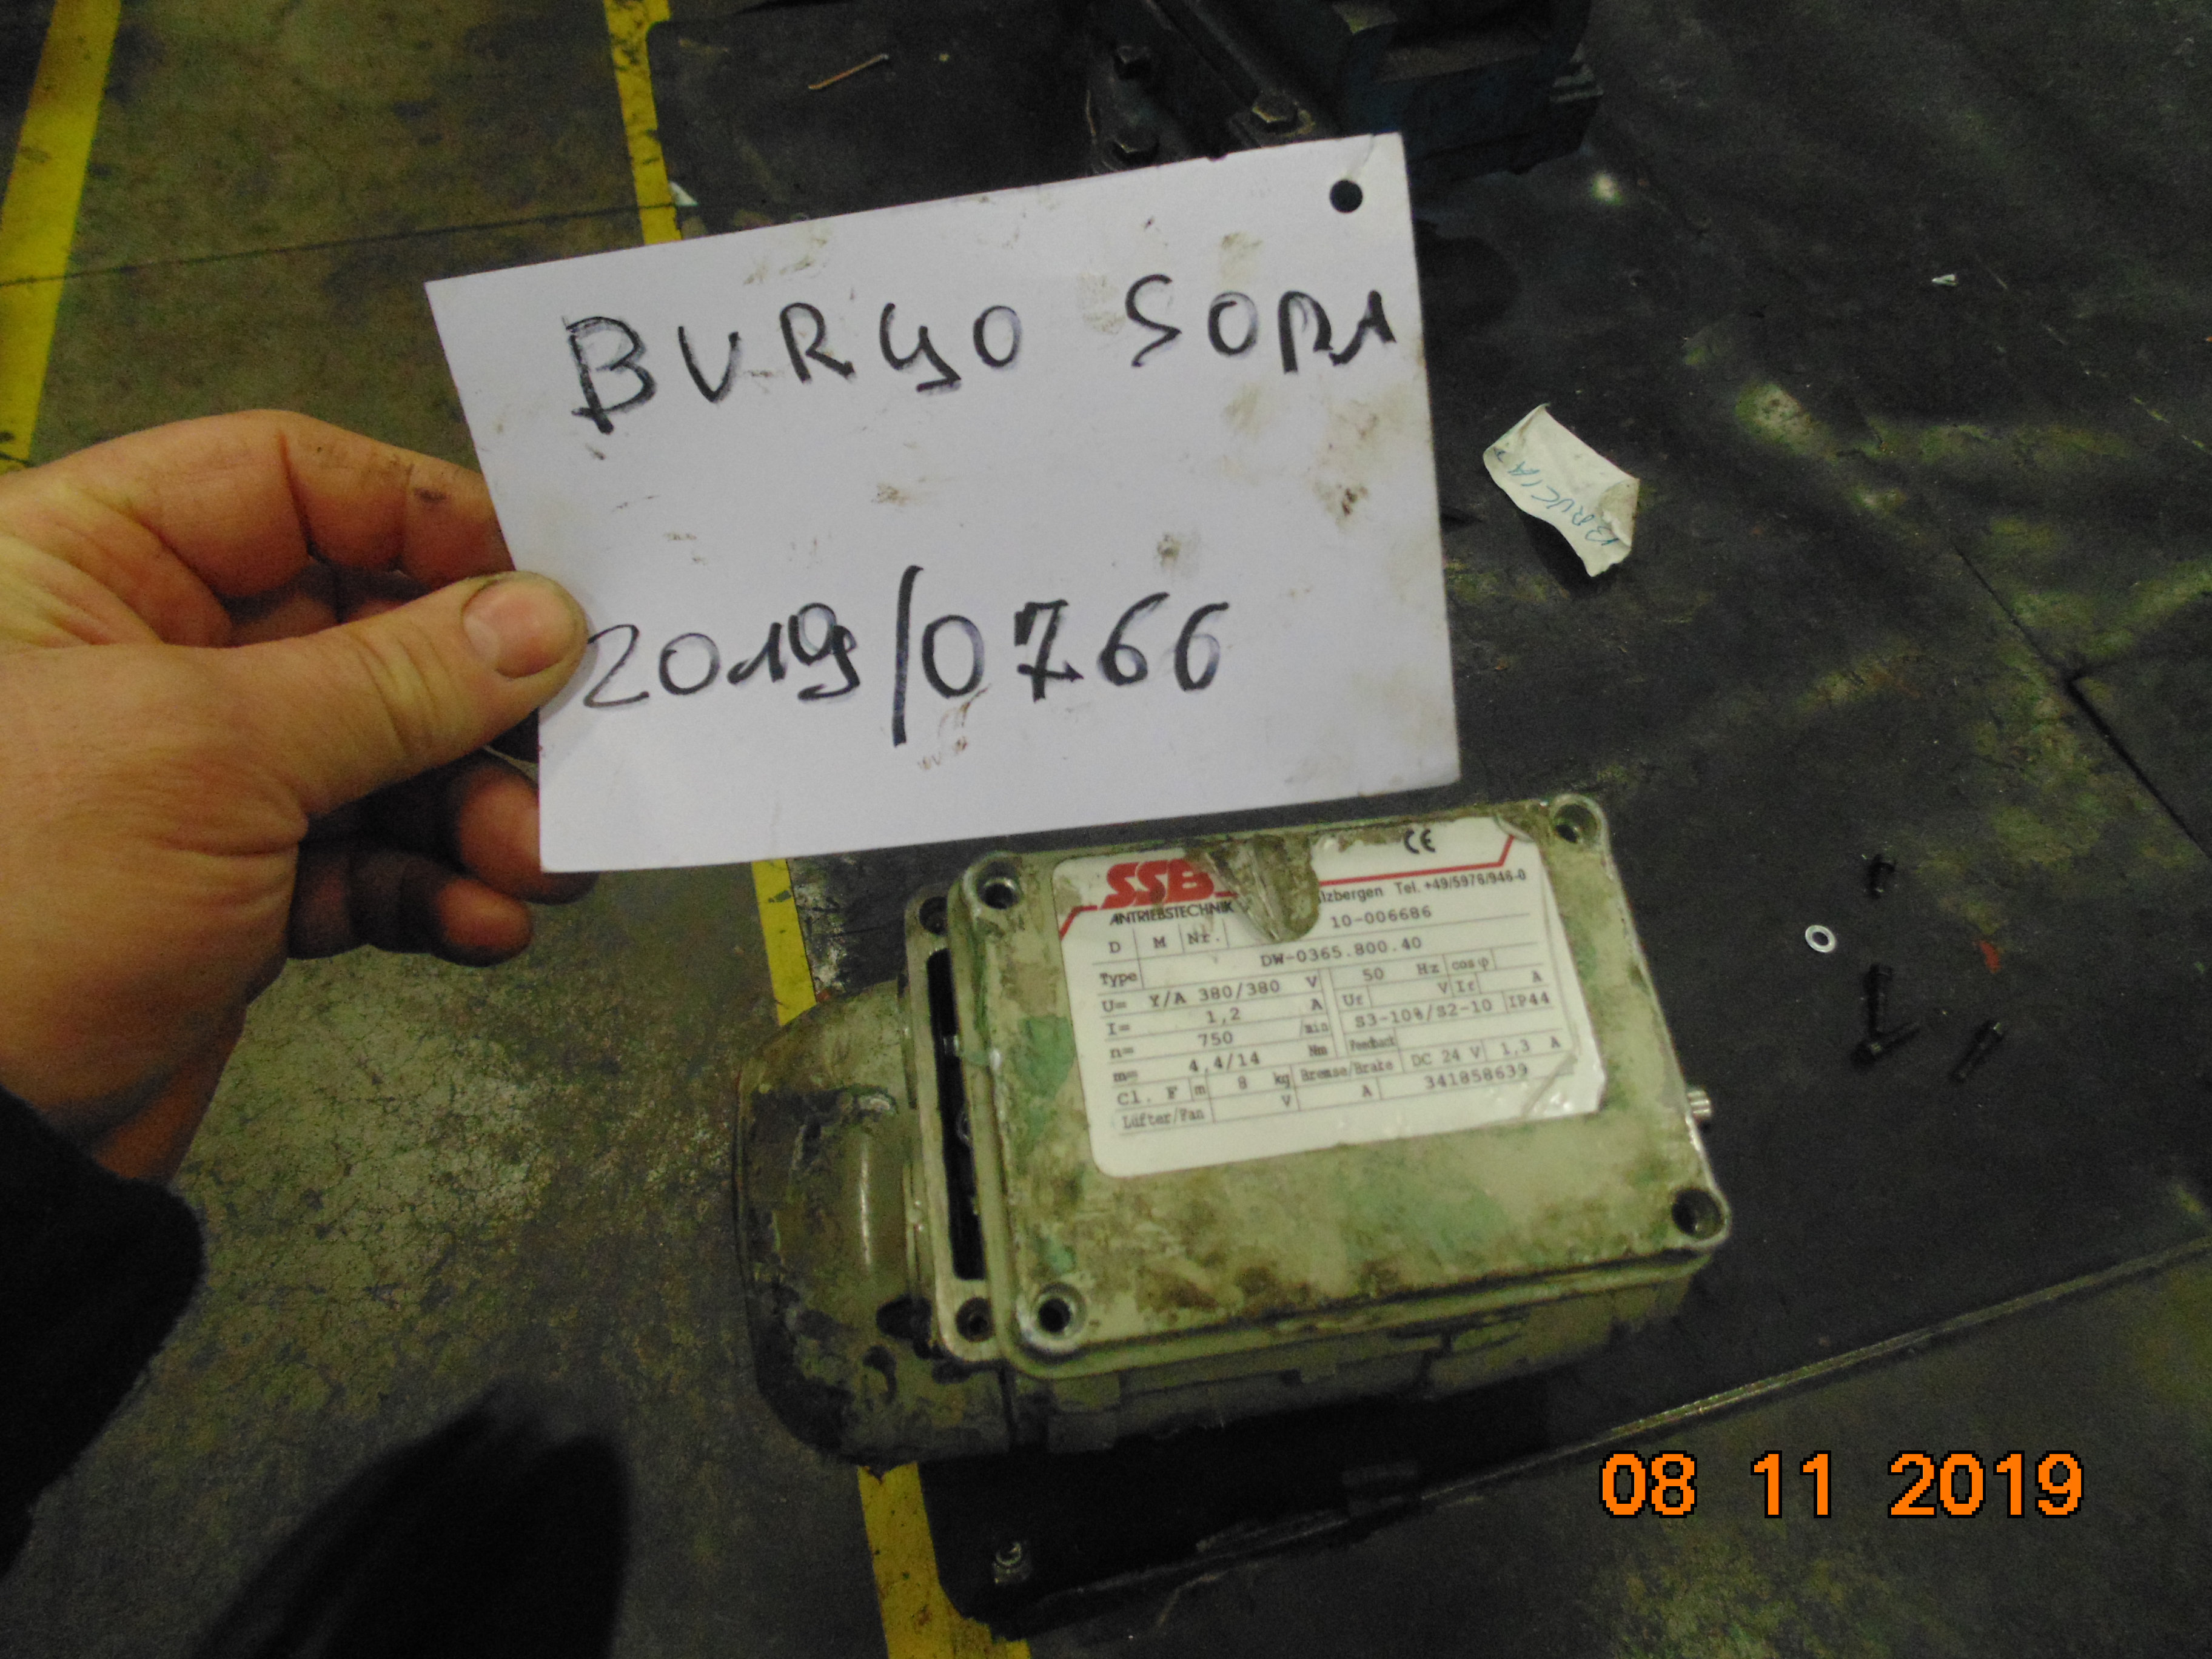 BURGO SORA
2019/0766
BRUCIAT
SSB CE
ANTRIEBSTECHNIK lzbergen Tel. +49/5976/946-0
D M Nr. 10-006686
Type DW-0365.800.40
U= Y/A 380/380 V 50 Hz cosφ
I= 1,2 A Uf V If A
n= 750 /min S3-10%/S2-10 IP44
m= 4,4/14 Nm Feedback
Cl. F m 8 kg Bremse/Brake DC 24 V 1,3 A
Lüfter/Fan V A 341858639
08 11 2019